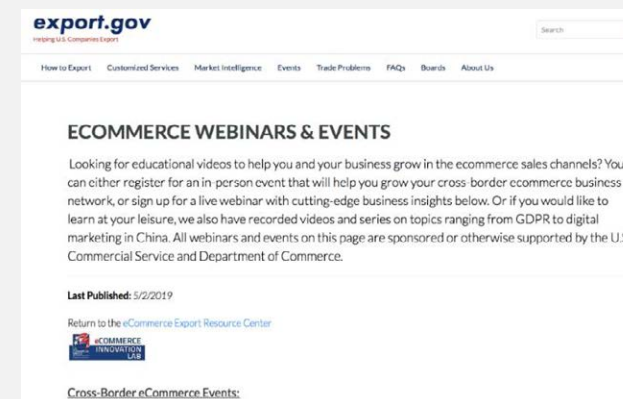 export.gov
Helping U.S. Companies Export
Search
How to Export Customized Services Market Intelligence Events Trade Problems FAQs Boards About Us
ECOMMERCE WEBINARS & EVENTS
Looking for educational videos to help you and your business grow in the ecommerce sales channels? You
can either register for an in-person event that will help you grow your cross-border ecommerce business
network, or sign up for a live webinar with cutting-edge business insights below. Or if you would like to
learn at your leisure, we also have recorded videos and series on topics ranging from GDPR to digital
marketing in China. All webinars and events on this page are sponsored or otherwise supported by the U.S
Commercial Service and Department of Commerce.
Last Published: 5/2/2019
Return to the eCommerce Export Resource Center
eCOMMERCE
INNOVATION
LAB
Cross-Border eCommerce Events: